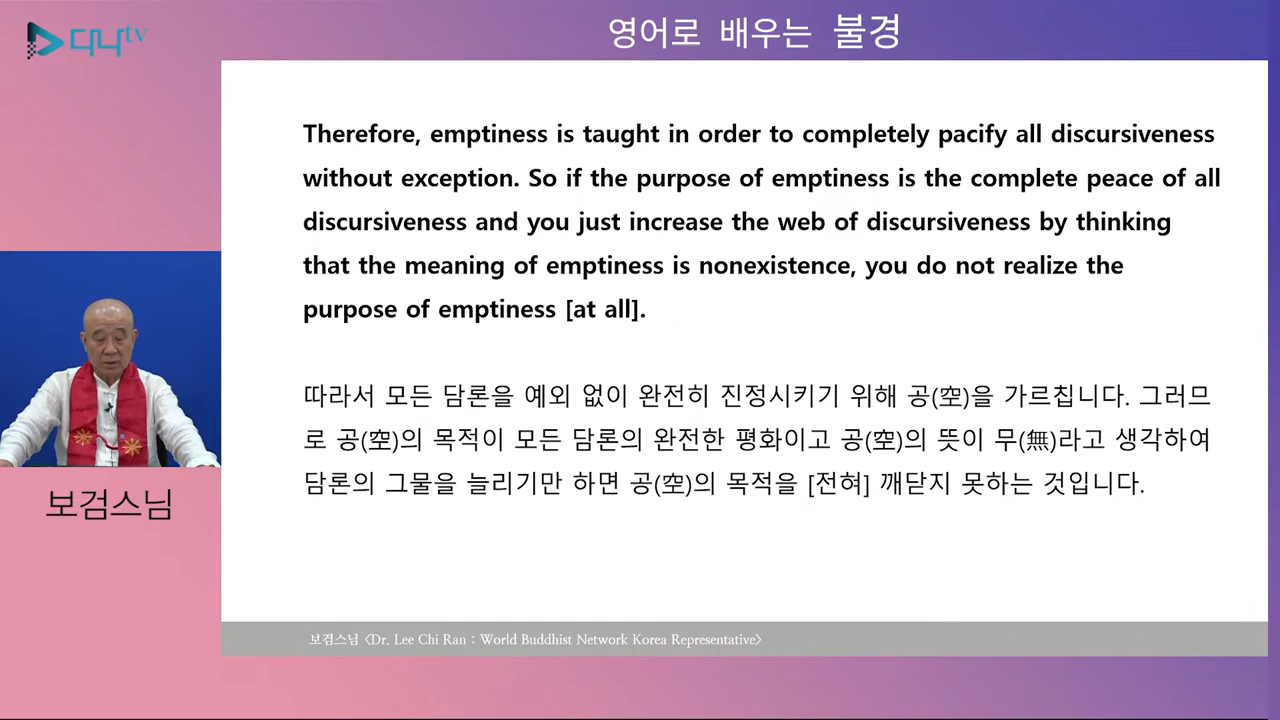 다나tv
영어로 배우는 불경
Therefore, emptiness is taught in order to completely pacify all discursiveness
without exception. So if the purpose of emptiness is the complete peace of all
discursiveness and you just increase the web of discursiveness by thinking
that the meaning of emptiness is nonexistence, you do not realize the
purpose of emptiness [at all].
따라서 모든 담론을 예외 없이 완전히 진정시키기 위해 공(空)을 가르칩니다. 그러므
로 공(空)의 목적이 모든 담론의 완전한 평화이고 공(空)의 뜻이 무(無)라고 생각하여
담론의 그물을 늘리기만 하면 공(空)의 목적을 [전혀] 깨닫지 못하는 것입니다.
보검스님
보검스님 <Dr. Lee Chi Ran : World Buddhist Network Korea Representative>